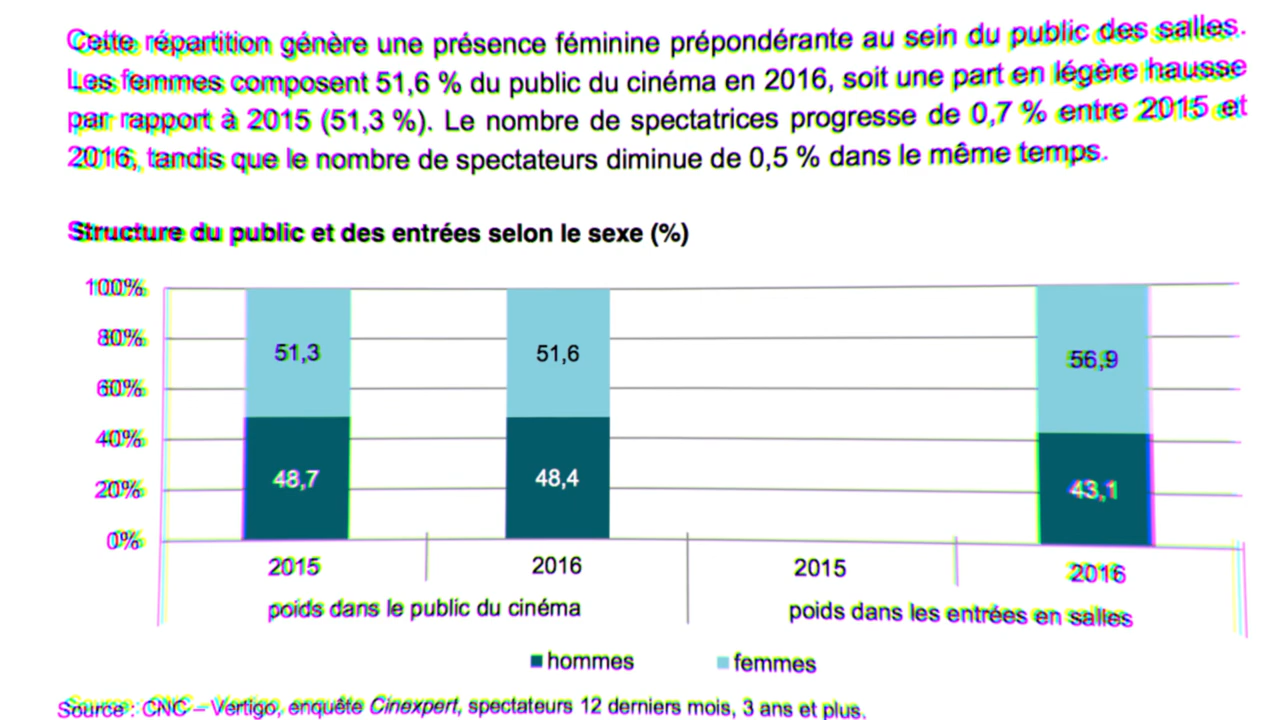 Cette répartition génère une présence féminine prépondérante au sein du public des salles.
Les femmes composent 51,6 % du public du cinéma en 2016, soit une part en légère hausse
par rapport à 2015 (51,3 %). Le nombre de spectatrices progresse de 0,7 % entre 2015 et
2016, tandis que le nombre de spectateurs diminue de 0,5 % dans le même temps.
Structure du public et des entrées selon le sexe (%)
100%
80%
60%
40%
20%
0%
51,3
51,6
56,9
48,7
48,4
43,1
2015
2016
2015
2016
poids dans le public du cinéma
poids dans les entrées en salles
hommes
femmes
Source : CNC – Vertigo, enquête Cinexpert, spectateurs 12 derniers mois, 3 ans et plus.